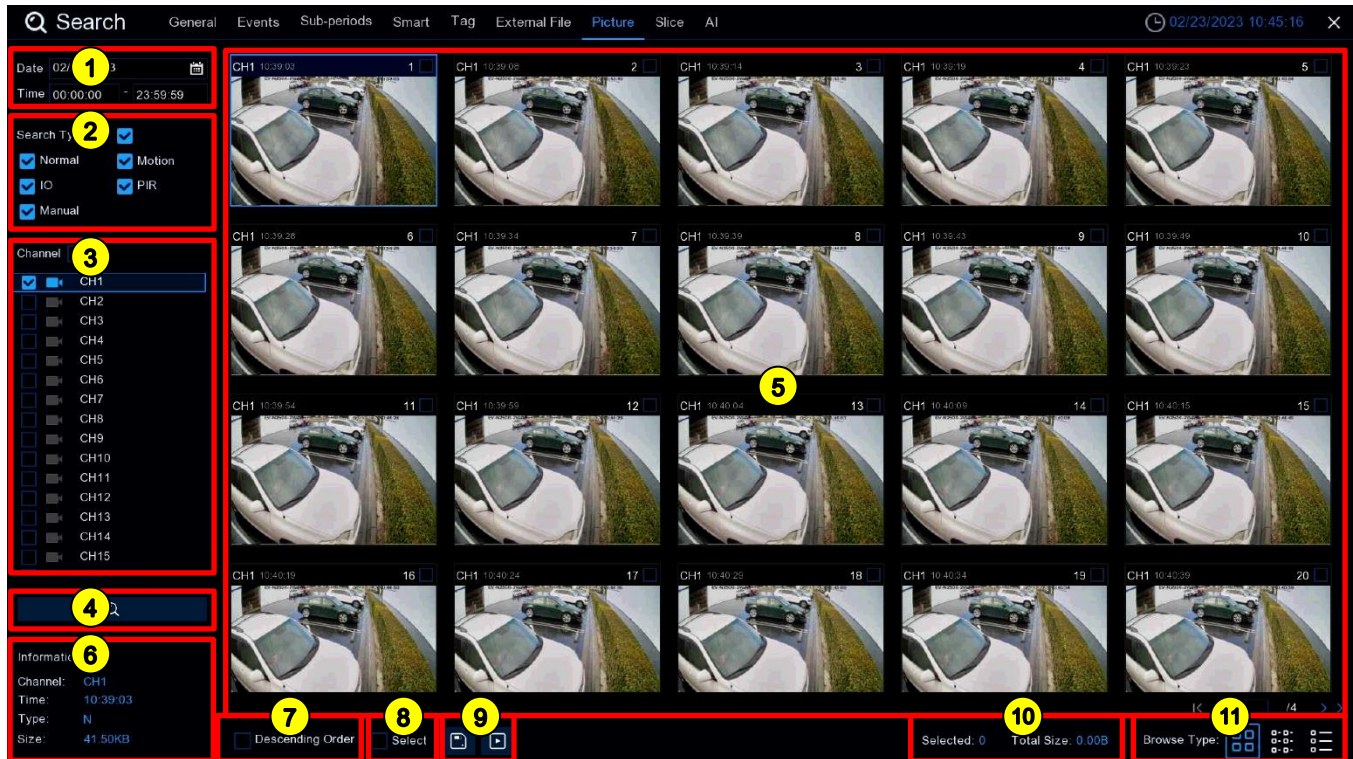 Search General Events Sub-periods Smart Tag External File Picture Slice AI 02/23/2023 10:45:16
Date 02/ 3
Time 00:00:00 - 23:59:59
1
Search Ty
2
Normal Motion
IO PIR
Manual
Channel
3
CH1
CH2
CH3
CH4
CH5
CH6
CH7
CH8
CH9
CH10
CH11
CH12
CH13
CH14
CH15
4
Informatio
6
Channel: CH1
Time: 10:39:03
Type: N
Size: 41.50KB
CH1 10:39:03 1 CH1 10:39:08 2 CH1 10:39:14 3 CH1 10:39:19 4 CH1 10:39:23 5
CH1 10:39:28 6 CH1 10:39:34 7 CH1 10:39:39 8 CH1 10:39:43 9 CH1 10:39:49 10
5
CH1 10:39:54 11 CH1 10:39:59 12 CH1 10:40:04 13 CH1 10:40:09 14 CH1 10:40:15 15
CH1 10:40:19 16 CH1 10:40:24 17 CH1 10:40:29 18 CH1 10:40:34 19 CH1 10:40:39 20
/4
7 8 9 10 11
Descending Order Select Selected: 0 Total Size: 0.00B Browse Type: